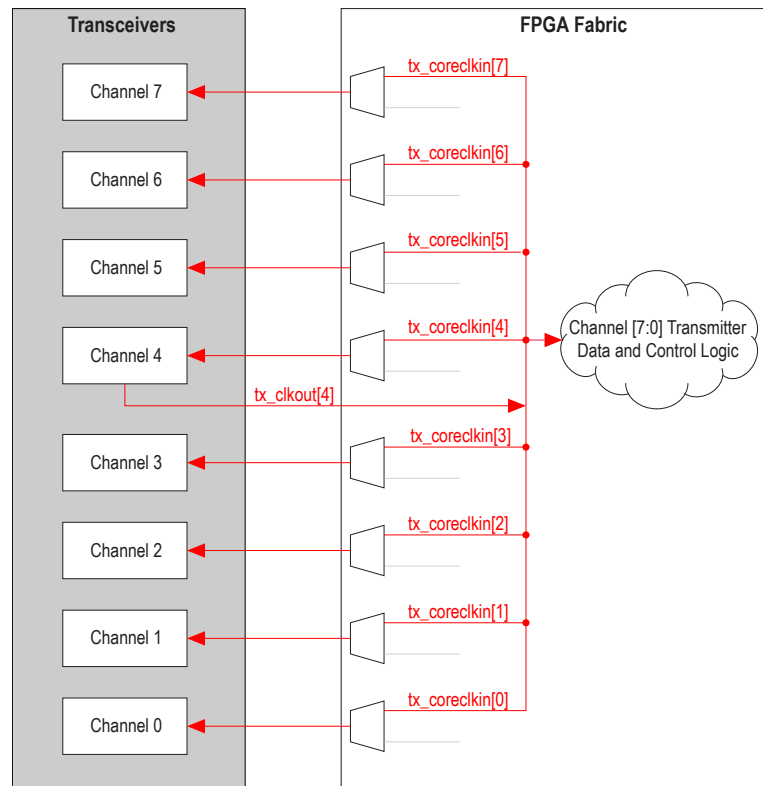 Transceivers
FPGA Fabric
tx_coreclkin[7]
Channel 7
tx_coreclkin[6]
Channel 6
tx_coreclkin[5]
Channel 5
tx_coreclkin[4]
Channel 4
Channel [7:0] Transmitter
Data and Control Logic
tx_clkout[4]
tx_coreclkin[3]
Channel 3
tx_coreclkin[2]
Channel 2
tx_coreclkin[1]
Channel 1
tx_coreclkin[0]
Channel 0